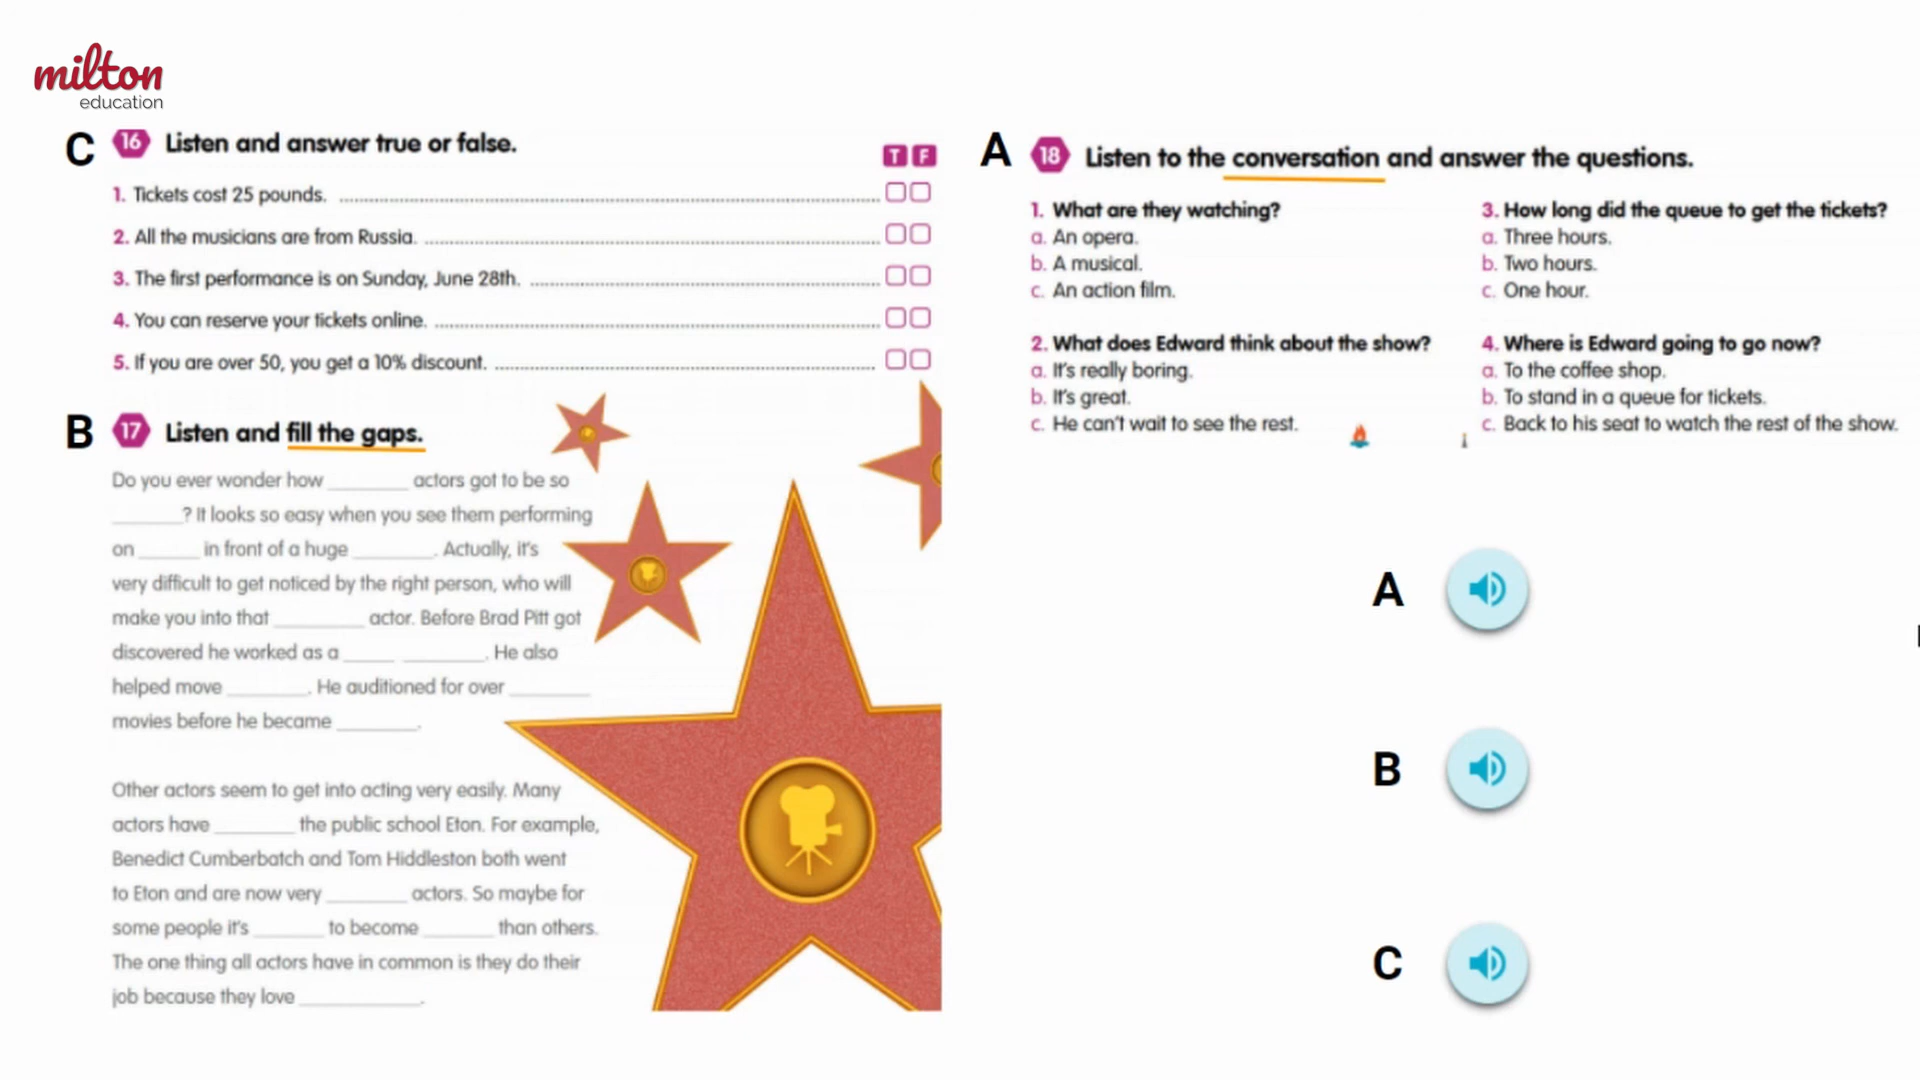 milton
education
C 16 Listen and answer true or false.
T F
1. Tickets cost 25 pounds.
2. All the musicians are from Russia.
3. The first performance is on Sunday, June 28th.
4. You can reserve your tickets online.
5. If you are over 50, you get a 10% discount.
B 17 Listen and fill the gaps.
Do you ever wonder how ________ actors got to be so
_______? It looks so easy when you see them performing
on ______ in front of a huge ________. Actually, it's
very difficult to get noticed by the right person, who will
make you into that _________ actor. Before Brad Pitt got
discovered he worked as a _____ ________. He also
helped move ________. He auditioned for over ________
movies before he became ________.
Other actors seem to get into acting very easily. Many
actors have ________ the public school Eton. For example,
Benedict Cumberbatch and Tom Hiddleston both went
to Eton and are now very ________ actors. So maybe for
some people it's _______ to become _______ than others.
The one thing all actors have in common is they do their
job because they love ____________.
A 18 Listen to the conversation and answer the questions.
1. What are they watching?
a. An opera.
b. A musical.
c. An action film.
2. What does Edward think about the show?
a. It's really boring.
b. It's great.
c. He can't wait to see the rest.
3. How long did the queue to get the tickets?
a. Three hours.
b. Two hours.
c. One hour.
4. Where is Edward going to go now?
a. To the coffee shop.
b. To stand in a queue for tickets.
c. Back to his seat to watch the rest of the show.
A
B
C